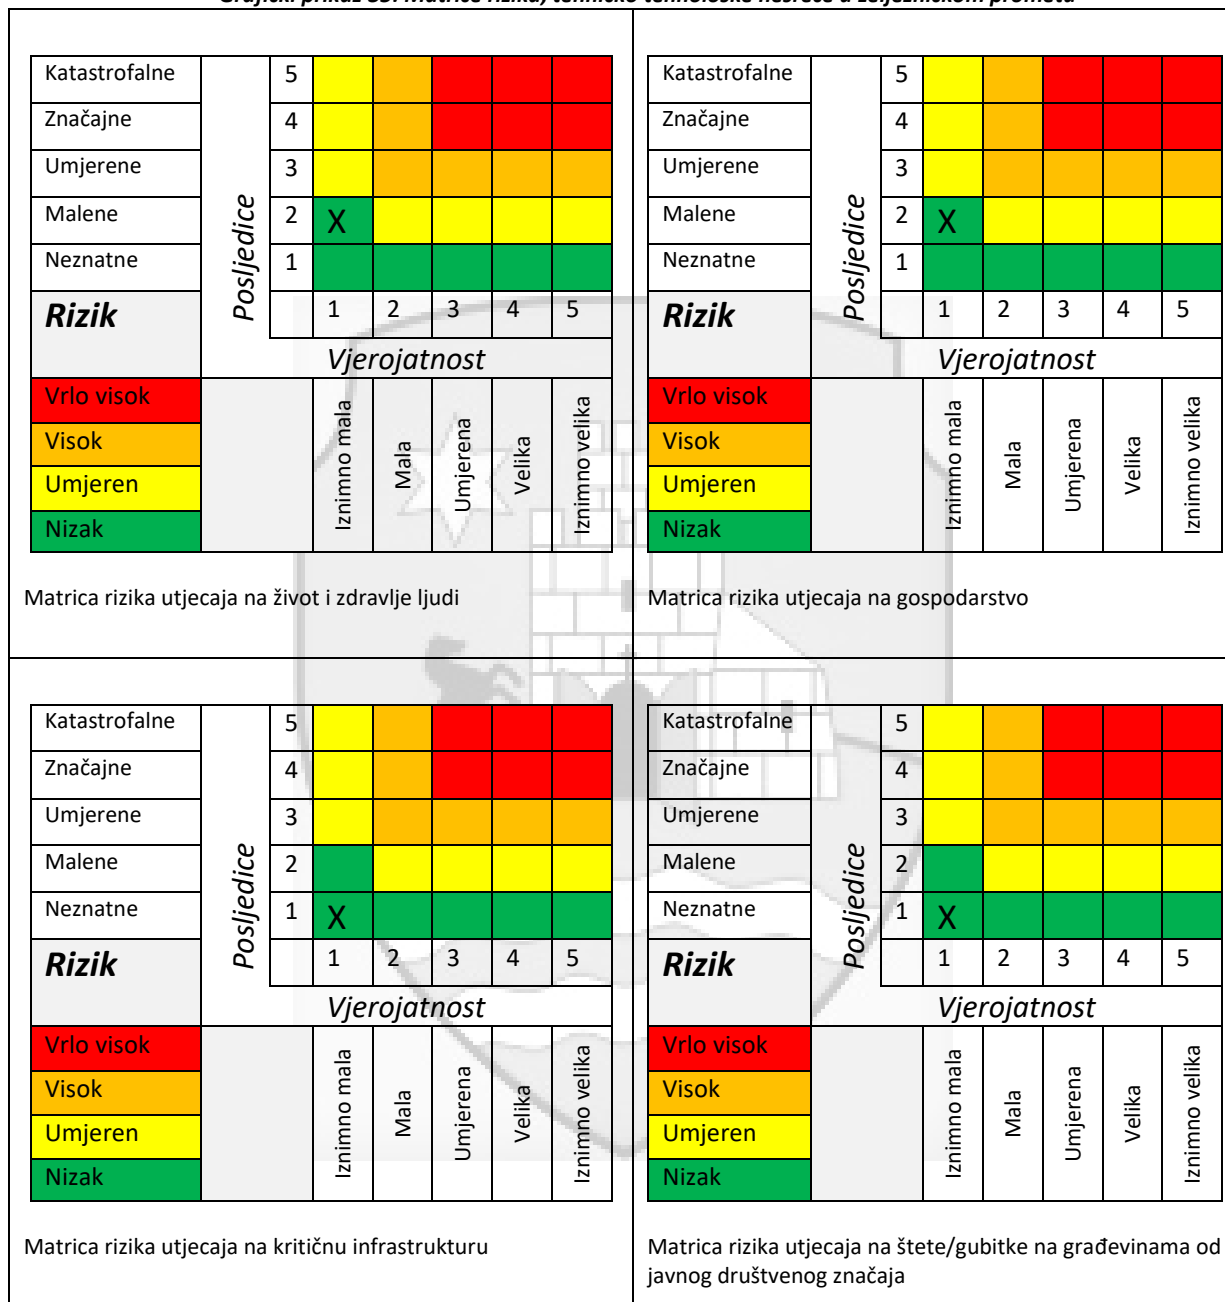 Katastrofalne 5
Značajne 4
Umjerene 3
Malene 2 X
Neznatne 1
Posljedice
Rizik 1 2 3 4 5
Vjerojatnost
Vrlo visok
Visok
Umjeren
Nizak
Iznimno mala
Mala
Umjerena
Velika
Iznimno velika
Matrica rizika utjecaja na život i zdravlje ljudi
Katastrofalne 5
Značajne 4
Umjerene 3
Malene 2 X
Neznatne 1
Posljedice
Rizik 1 2 3 4 5
Vjerojatnost
Vrlo visok
Visok
Umjeren
Nizak
Iznimno mala
Mala
Umjerena
Velika
Iznimno velika
Matrica rizika utjecaja na gospodarstvo
Katastrofalne 5
Značajne 4
Umjerene 3
Malene 2
Neznatne 1 X
Posljedice
Rizik 1 2 3 4 5
Vjerojatnost
Vrlo visok
Visok
Umjeren
Nizak
Iznimno mala
Mala
Umjerena
Velika
Iznimno velika
Matrica rizika utjecaja na kritičnu infrastrukturu
Katastrofalne 5
Značajne 4
Umjerene 3
Malene 2
Neznatne 1 X
Posljedice
Rizik 1 2 3 4 5
Vjerojatnost
Vrlo visok
Visok
Umjeren
Nizak
Iznimno mala
Mala
Umjerena
Velika
Iznimno velika
Matrica rizika utjecaja na štete/gubitke na građevinama od
javnog društvenog značaja